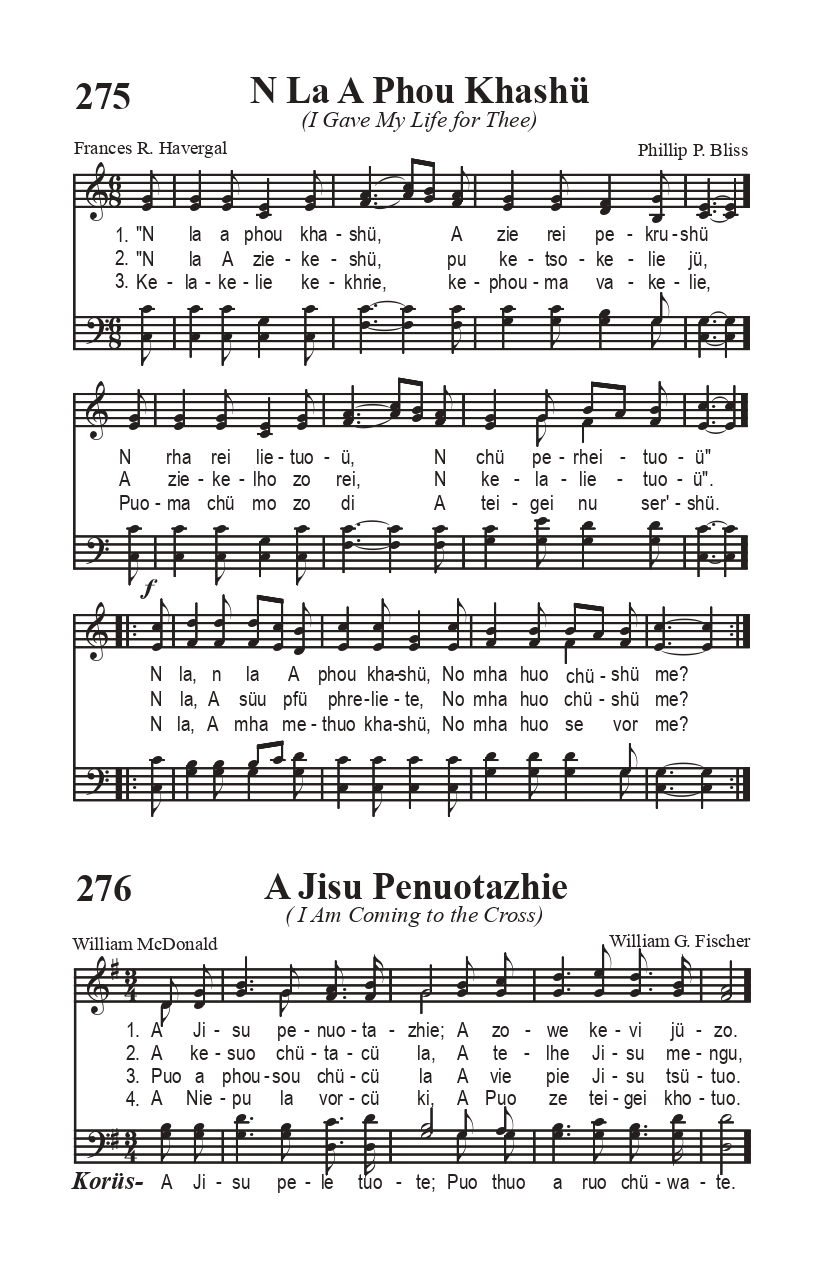 275
N La A Phou Khashü
(I Gave My Life for Thee)
Frances R. Havergal
Phillip P. Bliss
1. "N la a phou kha - shü, A zie rei pe - kru - shü
2. "N la A zie - ke - shü, pu ke - tso - ke - lie jü,
3. Ke - la - ke - lie ke - khrie, ke - phou - ma va - ke - lie,
N rha rei lie - tuo - ü, N chü pe - rhei - tuo - ü"
A zie - ke - lho zo rei, N ke - la - lie - tuo - ü".
Puo - ma chü mo zo di A tei - gei nu ser' - shü.
f
N la, n la A phou kha - shü, No mha huo chü - shü me?
N la, A süu pfü phre - lie - te, No mha huo chü - shü me?
N la, A mha me - thuo kha - shü, No mha huo se vor me?
276
A Jisu Penuotazhie
( I Am Coming to the Cross)
William McDonald
William G. Fischer
1. A Ji - su pe - nuo - ta - zhie; A zo - we ke - vi jü - zo.
2. A ke - suo chü - ta - cü la, A te - lhe Ji - su me - ngu,
3. Puo a phou - sou chü - cü la A vie pie Ji - su tsü - tuo.
4. A Nie - pu la vor - cü ki, A Puo ze tei - gei kho - tuo.
Korüs- A Ji - su pe - le tuo - te; Puo thuo a ruo chü - wa - te.